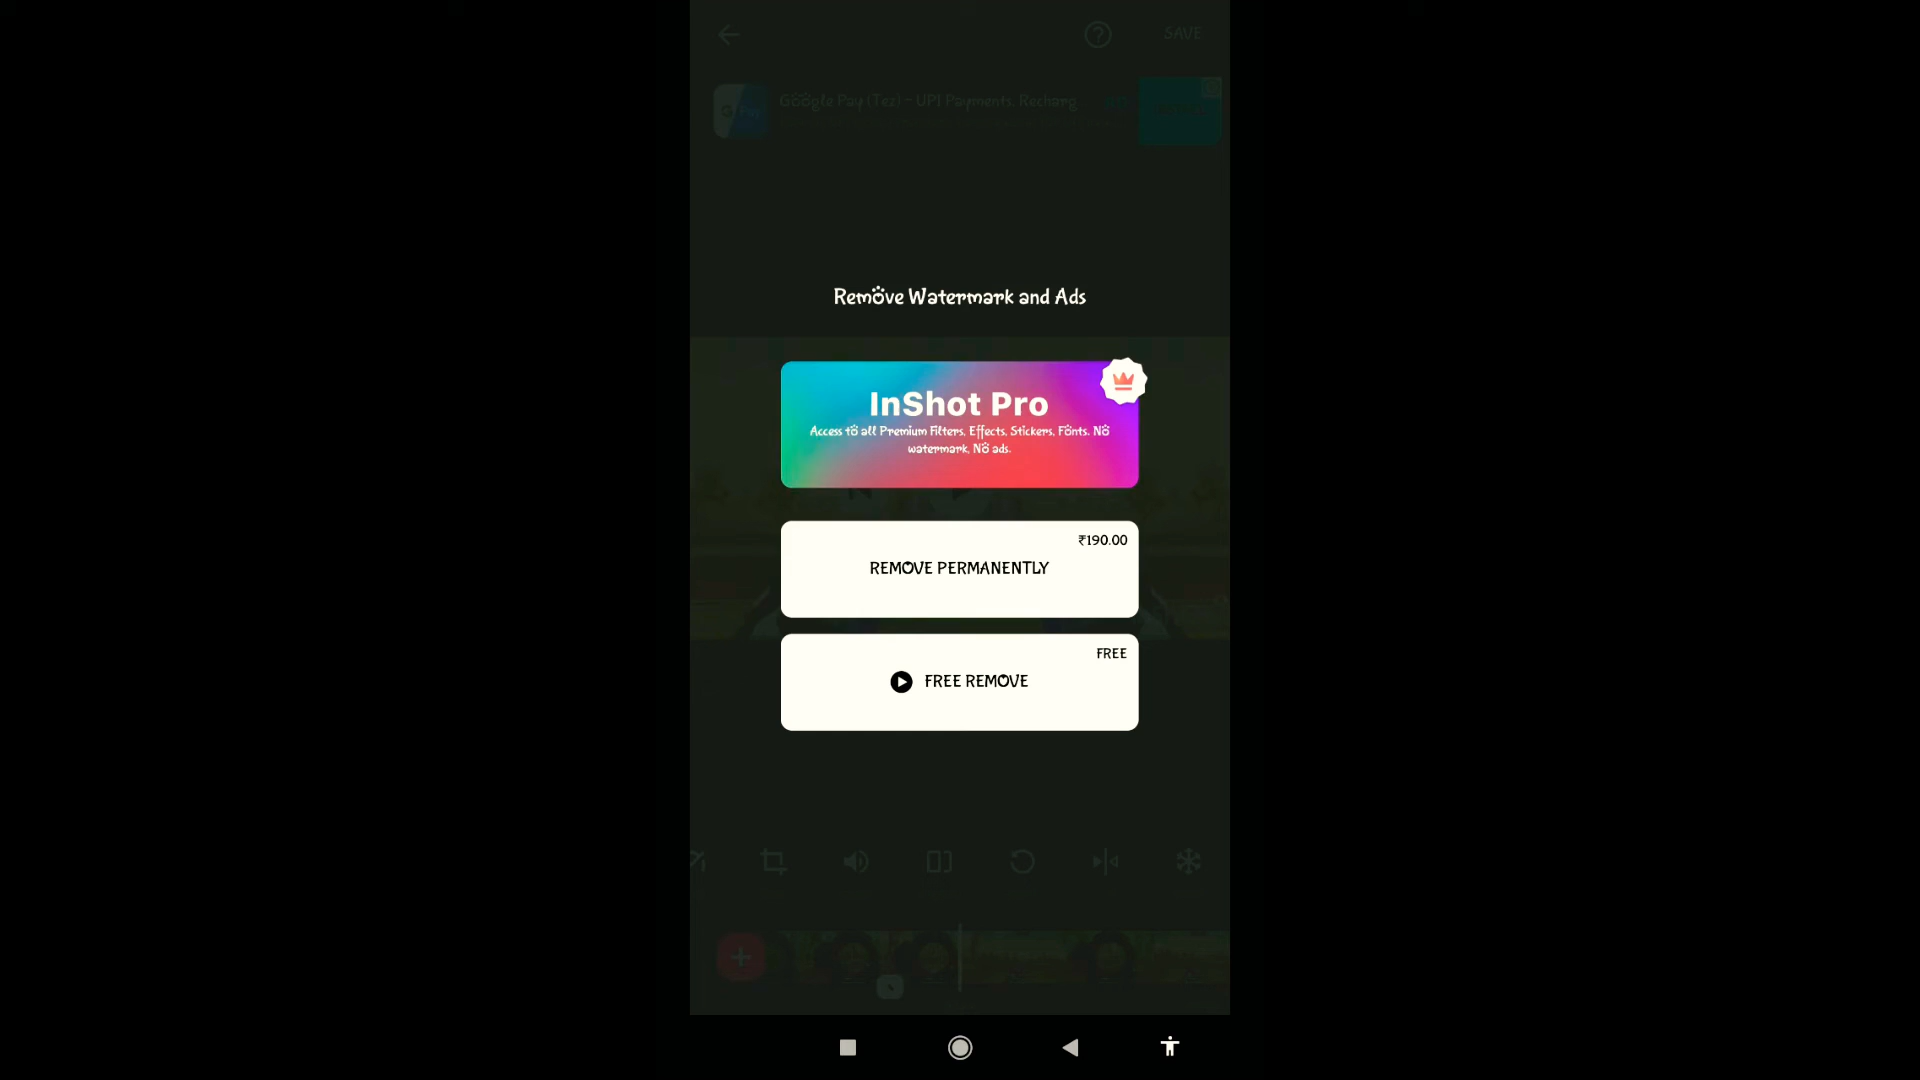 SAVE
G Pay
Google Pay (Tez) - UPI Payments, Recharg
Remove Watermark and Ads
InShot Pro
Access to all Premium Filters, Effects, Stickers, Fonts. No
watermark, No ads.
₹190.00
REMOVE PERMANENTLY
FREE
FREE REMOVE